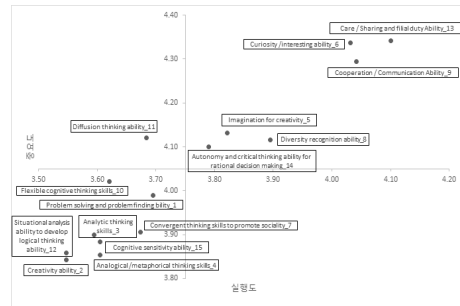 4.40
Care / Sharing and filial duty Ability_13
Curiosity /Interesting ability_6
4.30
Cooperation / Communication Ability_9
4.20
Imagination for creativity_5
Diffusion thinking ability_11
Diversity recognition ability_8
중요도
4.10
Autonomy and critical thinking ability for
rational decision making_14
3.50
3.60
3.70
3.80
3.90
4.00
4.10
4.20
Flexible cognitive thinking skills_10
4.00
Problem solving and problem finding bility_1
Situational analysis
ability to develop
logical thinking
ability_12
Analytic thinking
skills_3
Convergent thinking skills to promote sociality_7
3.90
Cognitive sensitivity ability_15
Creativity ability_2
Analogical /metaphorical thinking skills_4
3.80
실행도